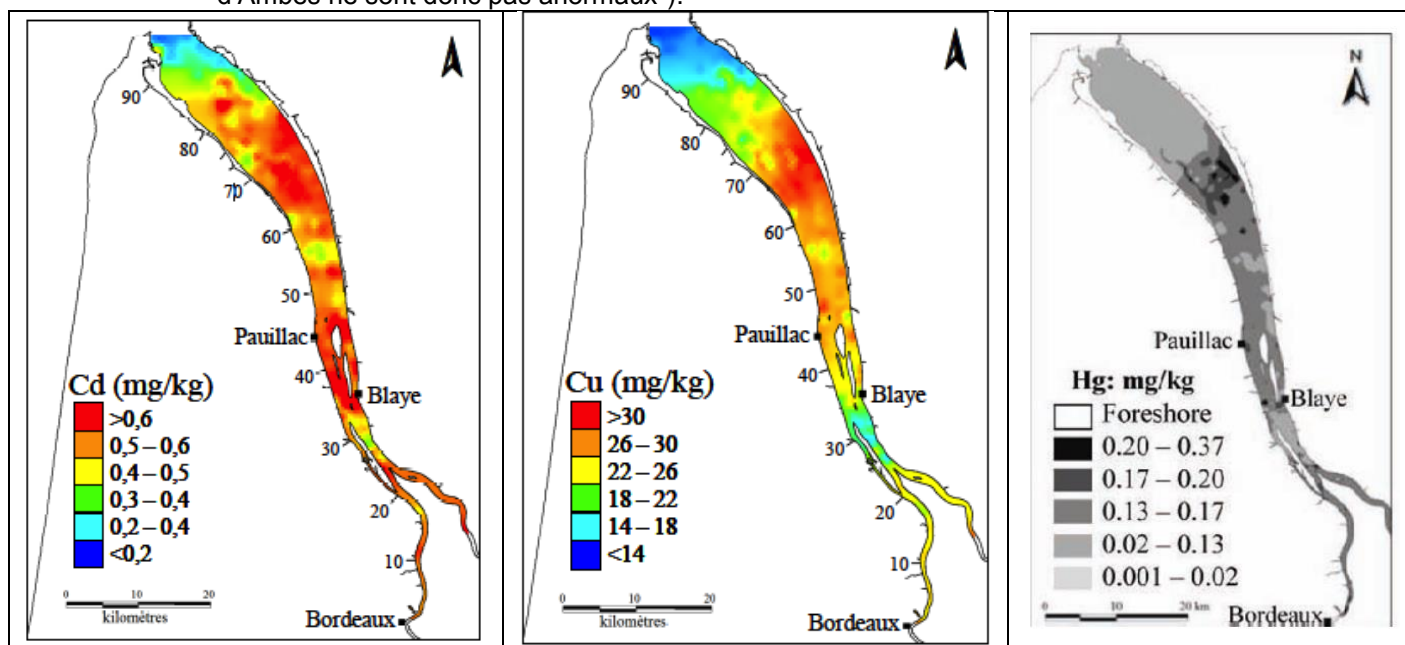 d'Ambès ne sont donc pas anormaux").
90
80
70
60
50
Pauillac
40
Cd (mg/kg)
Blaye
>0,6
0,5 – 0,6
0,4 – 0,5
30
0,3 – 0,4
0,2 – 0,4
20
<0,2
10
0 10 20
kilomètres
Bordeaux
90
80
70
60
50
Pauillac
40
Cu (mg/kg)
Blaye
>30
26 – 30
22 – 26
30
18 – 22
14 – 18
20
<14
10
0 10 20
kilomètres
Bordeaux
N
Pauillac
Hg: mg/kg
Blaye
Foreshore
0.20 – 0.37
0.17 – 0.20
0.13 – 0.17
0.02 – 0.13
0.001 – 0.02
0 10 20 km
Bordeaux